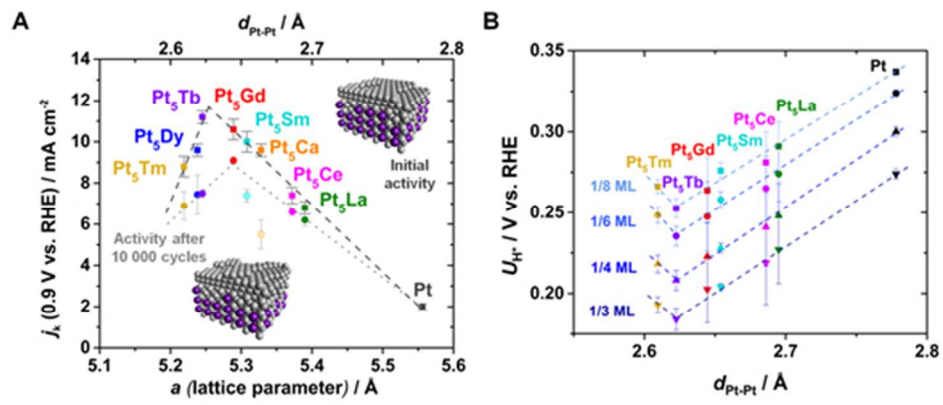 A
B
d Pt-Pt / Å
2.6
2.7
2.8
14
12
10
8
6
4
2
0
jk (0.9 V vs. RHE) / mA cm-2
Pt5Tb
Pt5Gd
Pt5Dy
Pt5Sm
Pt5Tm
Pt5Ca
Pt5Ce
Pt5La
Pt
Initial
activity
Activity after
10 000 cycles
5.1
5.2
5.3
5.4
5.5
5.6
a (lattice parameter) / Å
0.35
0.30
0.25
0.20
UH* / V vs. RHE
Pt
Pt5La
Pt5Ce
Pt5Sm
Pt5Gd
Pt5Tm
Pt5Tb
1/8 ML
1/6 ML
1/4 ML
1/3 ML
2.6
2.7
2.8
dPt-Pt / Å